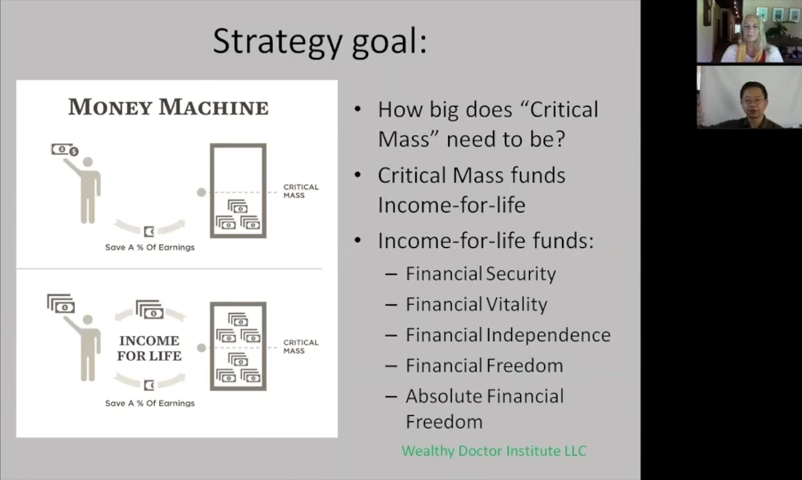 Strategy goal:
MONEY MACHINE
CRITICAL
MASS
Save A % Of Earnings
INCOME
FOR LIFE
CRITICAL
MASS
Save A % Of Earnings
• How big does “Critical
Mass” need to be?
• Critical Mass funds
Income-for-life
• Income-for-life funds:
– Financial Security
– Financial Vitality
– Financial Independence
– Financial Freedom
– Absolute Financial
Freedom
Wealthy Doctor Institute LLC